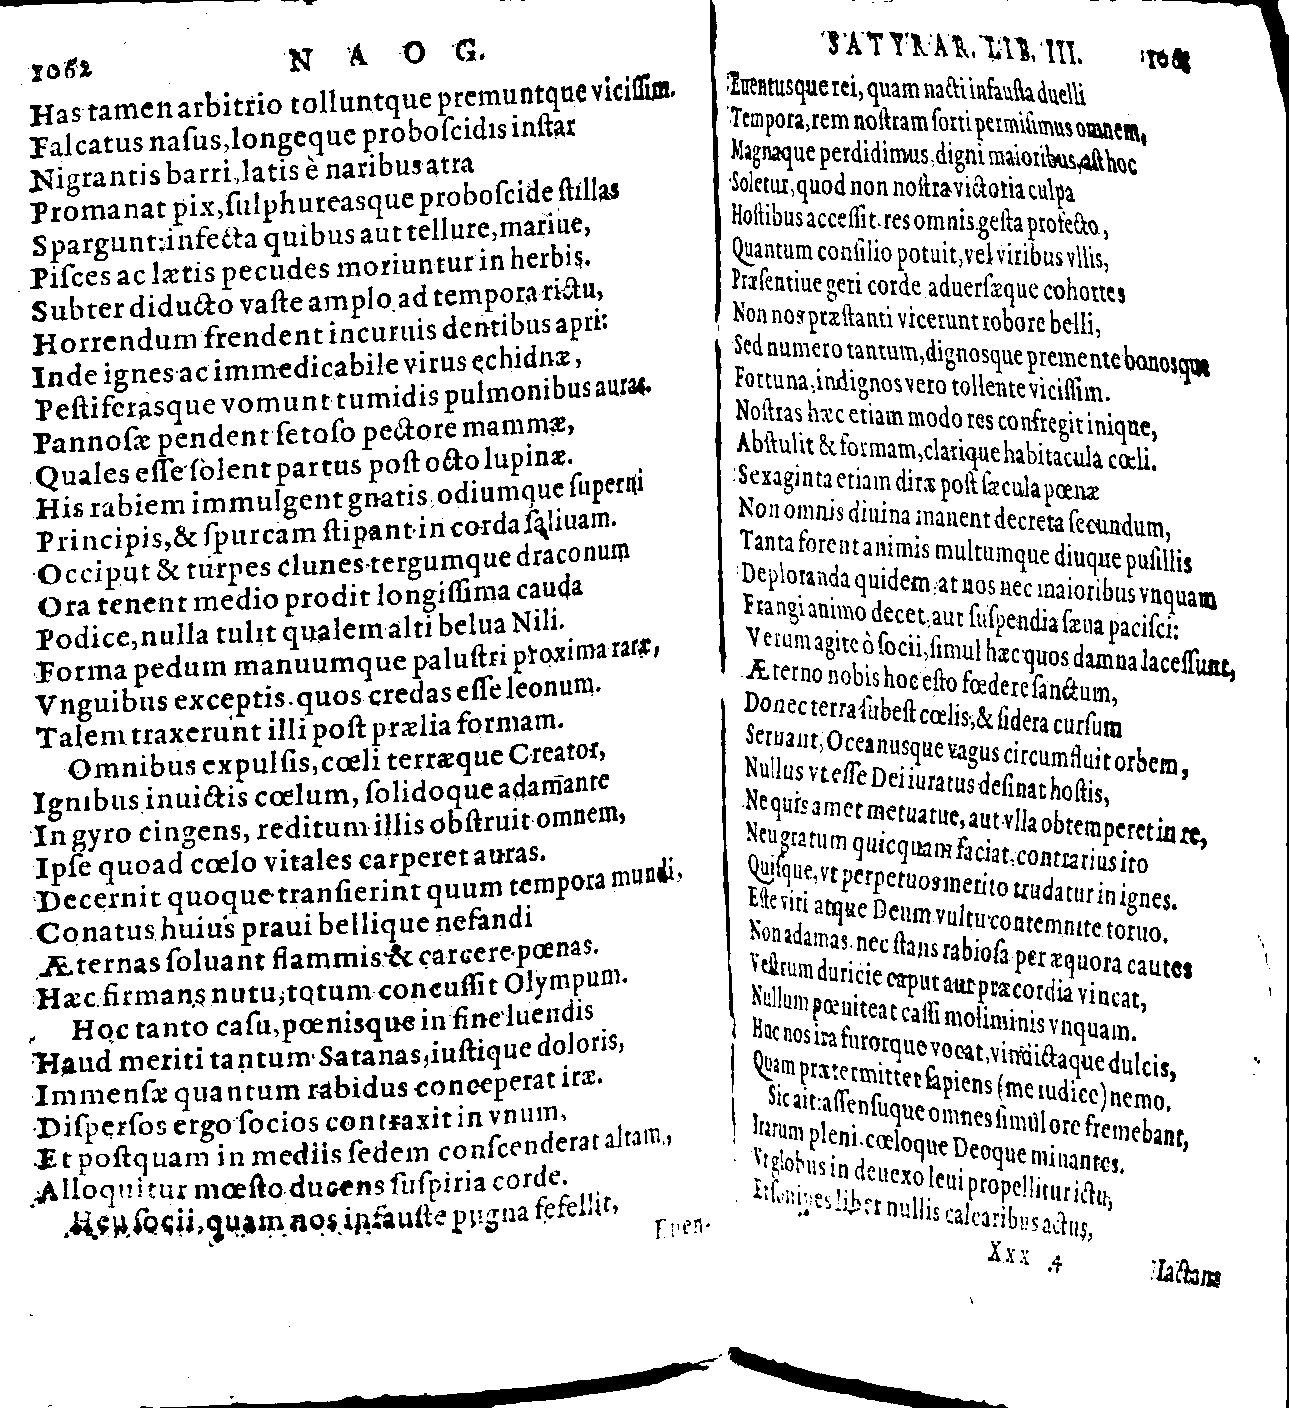 1062 N A O G.
Has tamen arbitrio tolluntque premuntque viciſſim.
Falcatus naſus, longeque proboſcidis inſtar
Nigrantis barri, latis è naribus atra
Promanat pix, ſulphureasque proboſcide ſtillas
Spargunt: infecta quibus aut tellure, mariue,
Piſces ac lætis pecudes moriuntur in herbis.
Subter diducto vaſte amplo ad tempora rictu,
Horrendum frendent incuruis dentibus apri:
Inde ignes ac immedicabile virus echidnæ,
Peſtiferasque vomunt tumidis pulmonibus auras.
Pannoſæ pendent ſetoſo pectore mammæ,
Quales eſſe ſolent partus poſt octo lupinæ.
His rabiem immulgent gnatis odiumque ſuperni
Principis, & ſpurcam ſtipant in corda ſaliuam.
Occiput & turpes clunes tergumque draconum
Ora tenent medio prodit longiſſima cauda
Podice, nulla tulit qualem alti belua Nili.
Forma pedum manuumque paluſtri proxima ranæ,
Vnguibus exceptis. quos credas eſſe leonum.
Talem traxerunt illi poſt prælia formam.
Omnibus expulſis, cœli terræque Creator,
Ignibus inuictis cœlum, ſolidoque adamante
In gyro cingens, reditum illis obſtruit omnem,
Ipſe quoad cœlo vitales carperet auras.
Decernit quoque tranſierint quum tempora mundi,
Conatus huius praui bellique nefandi
Æternas ſoluant flammis & carcere pœnas.
Hæc firmans nutu, totum concuſſit Olympum.
Hoc tanto caſu, pœnisque in fine luendis
Haud meriti tantum Satanas, iuſtique doloris,
Immenſæ quantum rabidus conceperat iræ.
Diſperſos ergo ſocios contraxit in vnum,
Et poſtquam in mediis ſedem conſcenderat altam,
Alloquitur mœſto ducens ſuſpiria corde.
Heu ſocii, quam nos infauſte pugna fefellit,
Euen-
SATYRAR. LIB. III.
Euentusque rei, quam nacti infauſta duelli
Tempora, rem noſtram ſorti permiſimus omnem,
Magnaque perdidimus, digni maioribus, aſt hoc
Soletur, quod non noſtra victoria culpa
Hoſtibus acceſſit. res omnis geſta profecto,
Quantum conſilio potuit, vel viribus vllis,
Præſentiue geri corde aduerſæque cohortes
Non nos præſtanti vicerunt robore belli,
Sed numero tantum, dignosque premente bonosque
Fortuna, indignos vero tollente viciſſim.
Noſtras hæc etiam modo res confregit inique,
Abſtulit & formam, clarique habitacula cœli.
Sexaginta etiam diræ poſt ſæcula pœnæ
Non omnis diuina manent decreta ſecundum,
Tanta forent animis multumque diuque puſillis
Deploranda quidem: at nos nec maioribus vnquam
Frangi animo decet, aut ſuſpendia ſæua paciſci:
Verum agite ò ſocii, ſimul hæc quos damna laceſſunt,
Æterno nobis hoc eſto fœdere ſanctum,
Donec terra ſubeſt cœlis, & ſidera curſum
Seruant, Oceanusque vagus circumfluit orbem,
Nullus vt eſſe Dei iuratus deſinat hoſtis,
Ne quis amet metuatue, aut vlla obtemperet in re,
Neu gratum quicquam faciat. contrarius ito
Quiſque, vt perpetuos merito trudatur in ignes.
Eſte viri atque Deum vultu contemnite toruo.
Non adamas. nec ſtans rabioſa per æquora cautes
Veſtrum duricie caput aut præcordia vincat,
Nullum pœniteat caſſi moliminis vnquam.
Huc nos ira furorque vocat, vindictaque dulcis,
Quam prætermittet ſapiens (me iudice) nemo.
Sic ait: aſſenſuque omnes ſimul ore fremebant,
Irarum pleni. cœloque Deoque minantes.
Vt globus in deuexo leui propellitur ictu,
Et ſonipes liber nullis calcaribus actus,
Xxx 4 Iactans